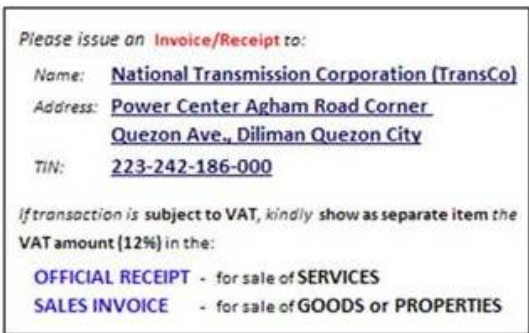 Please issue an Invoice/Receipt to:
Name: National Transmission Corporation (TransCo)
Address: Power Center Agham Road Corner
Quezon Ave., Diliman Quezon City
TIN: 223-242-186-000
If transaction is subject to VAT, kindly show as separate item the
VAT amount (12%) in the:
OFFICIAL RECEIPT - for sale of SERVICES
SALES INVOICE - for sale of GOODS or PROPERTIES